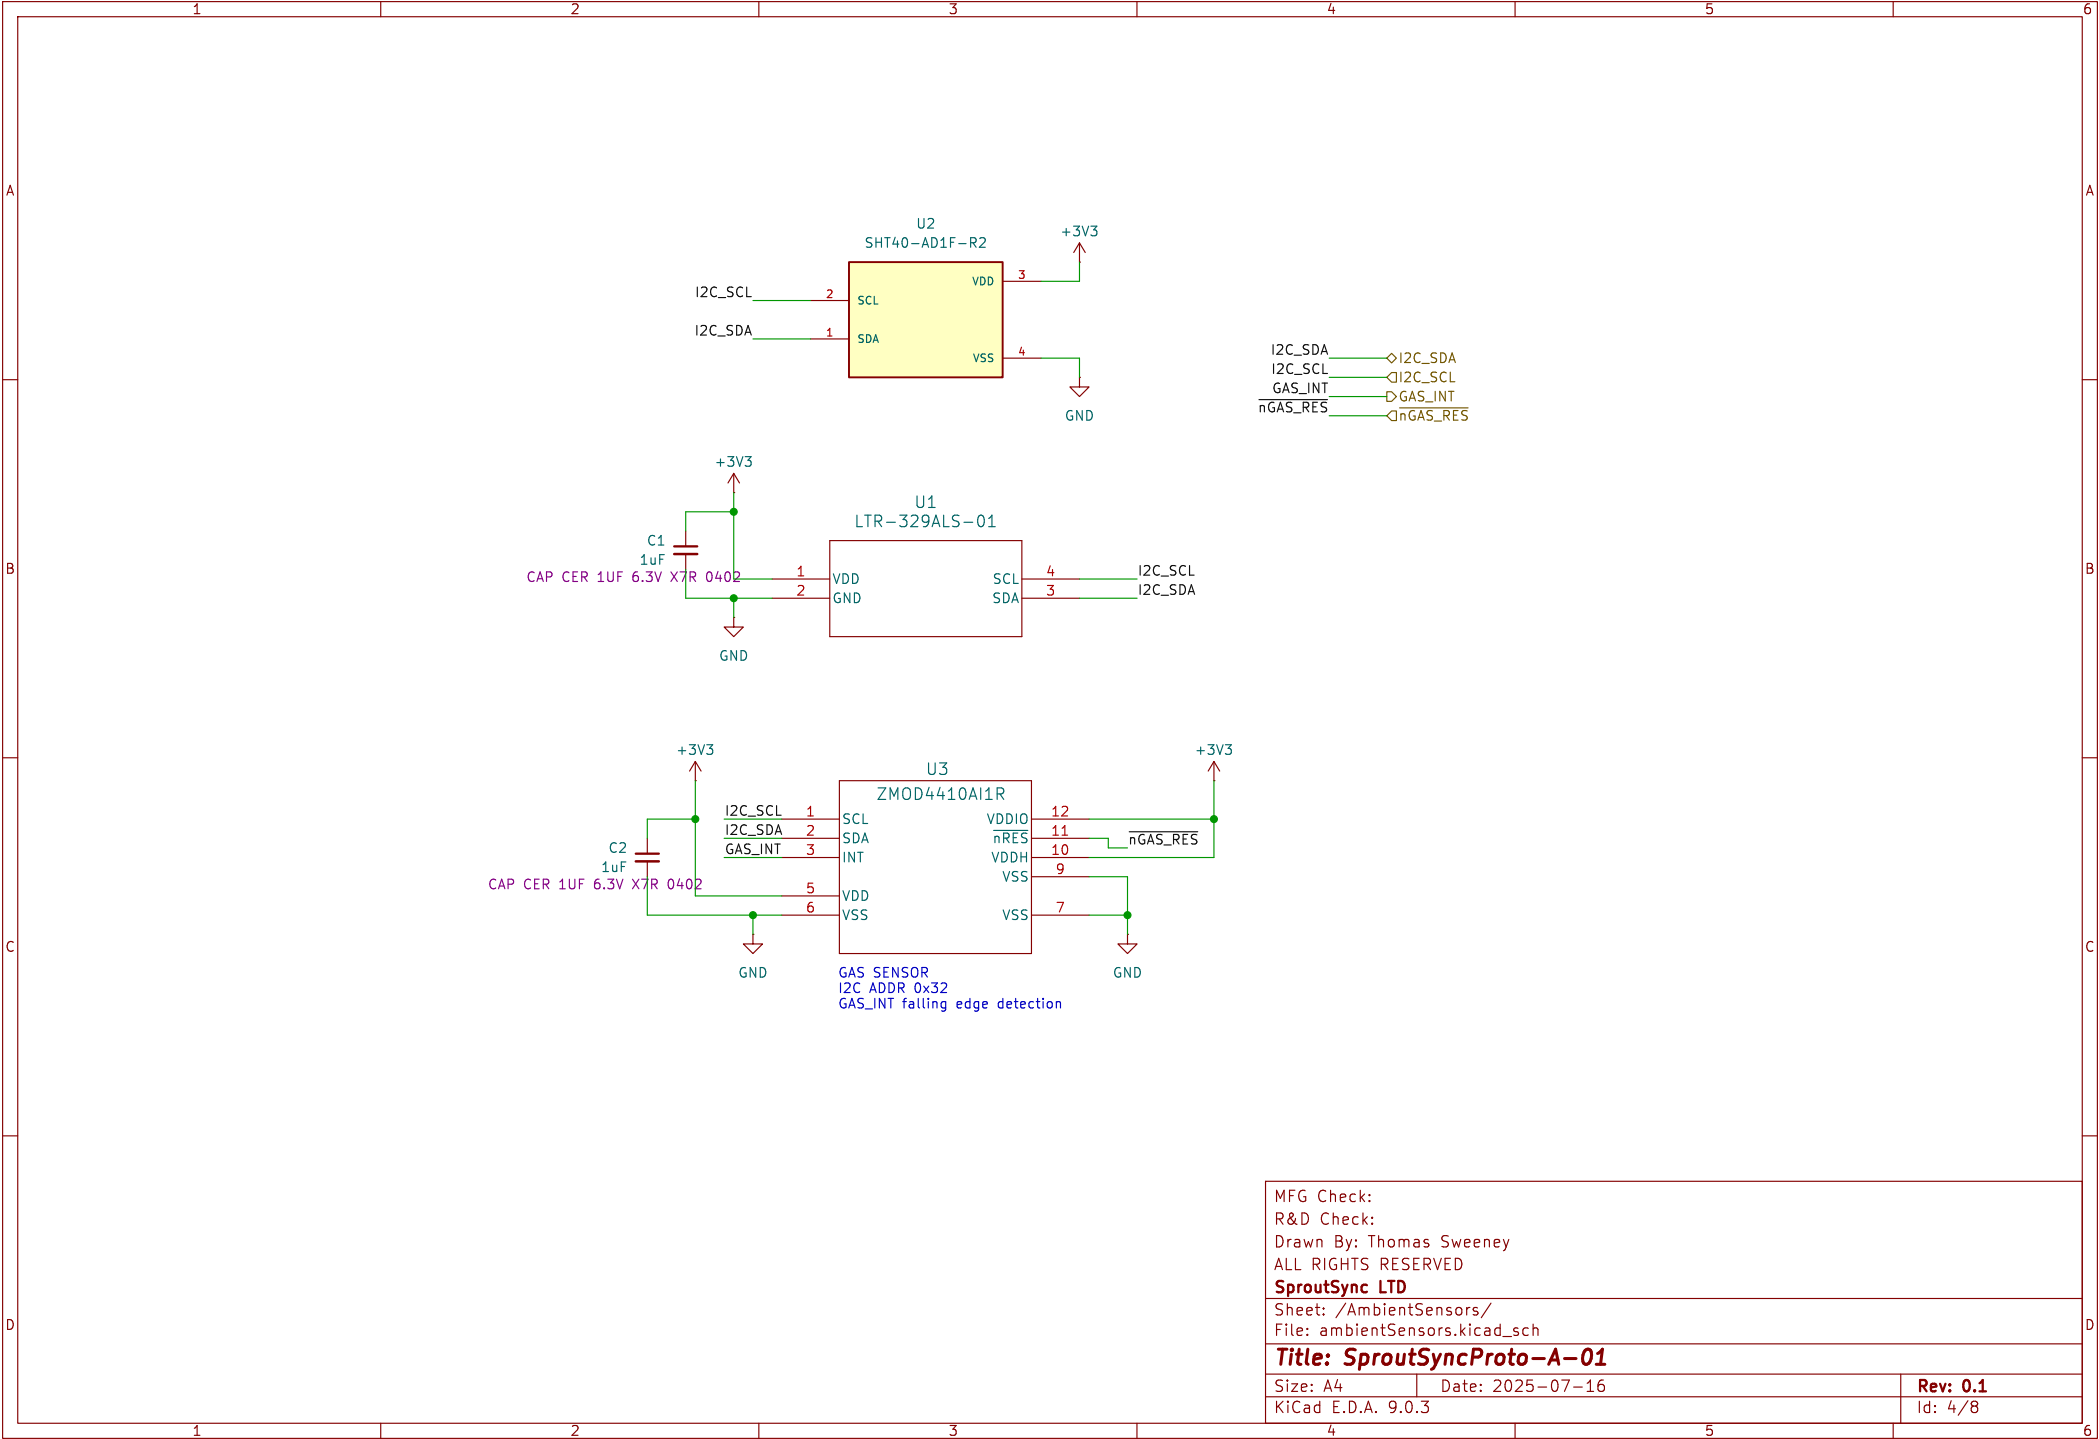 1 2 3 4 5 6
A A
U2
SHT40-AD1F-R2
+3V3
VDD 3
I2C_SCL 2 SCL
I2C_SDA 1 SDA
VSS 4
GND
I2C_SDA I2C_SDA
I2C_SCL I2C_SCL
GAS_INT GAS_INT
nGAS_RES nGAS_RES
+3V3
U1
LTR-329ALS-01
C1
1uF
CAP CER 1UF 6.3V X7R 0402
B B
1 VDD SCL 4 I2C_SCL
2 GND SDA 3 I2C_SDA
GND
+3V3 +3V3
U3
ZMOD4410AI1R
I2C_SCL 1 SCL VDDIO 12
I2C_SDA 2 SDA nRES 11 nGAS_RES
GAS_INT 3 INT VDDH 10
C2
1uF
CAP CER 1UF 6.3V X7R 0402
VSS 9
5 VDD
6 VSS VSS 7
C C
GND GND
GAS SENSOR
I2C ADDR 0x32
GAS_INT falling edge detection
MFG Check:
R&D Check:
Drawn By: Thomas Sweeney
ALL RIGHTS RESERVED
SproutSync LTD
Sheet: /AmbientSensors/
File: ambientSensors.kicad_sch
D D
Title: SproutSyncProto-A-01
Size: A4 Date: 2025-07-16 Rev: 0.1
KiCad E.D.A. 9.0.3 Id: 4/8
1 2 3 4 5 6